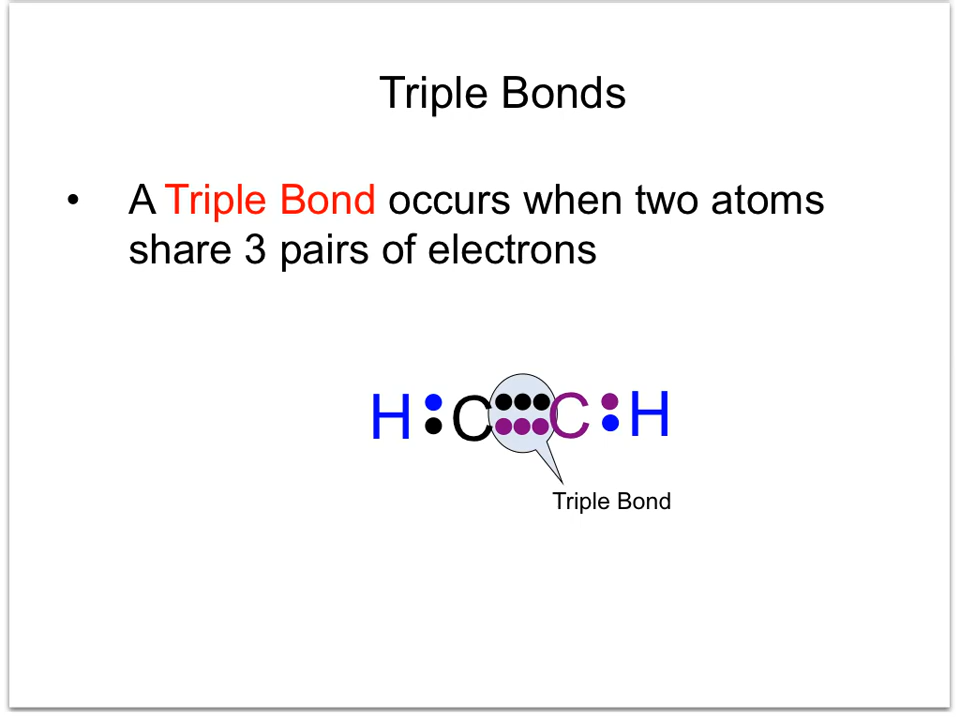 Triple Bonds
• A Triple Bond occurs when two atoms
share 3 pairs of electrons
H C C H
Triple Bond